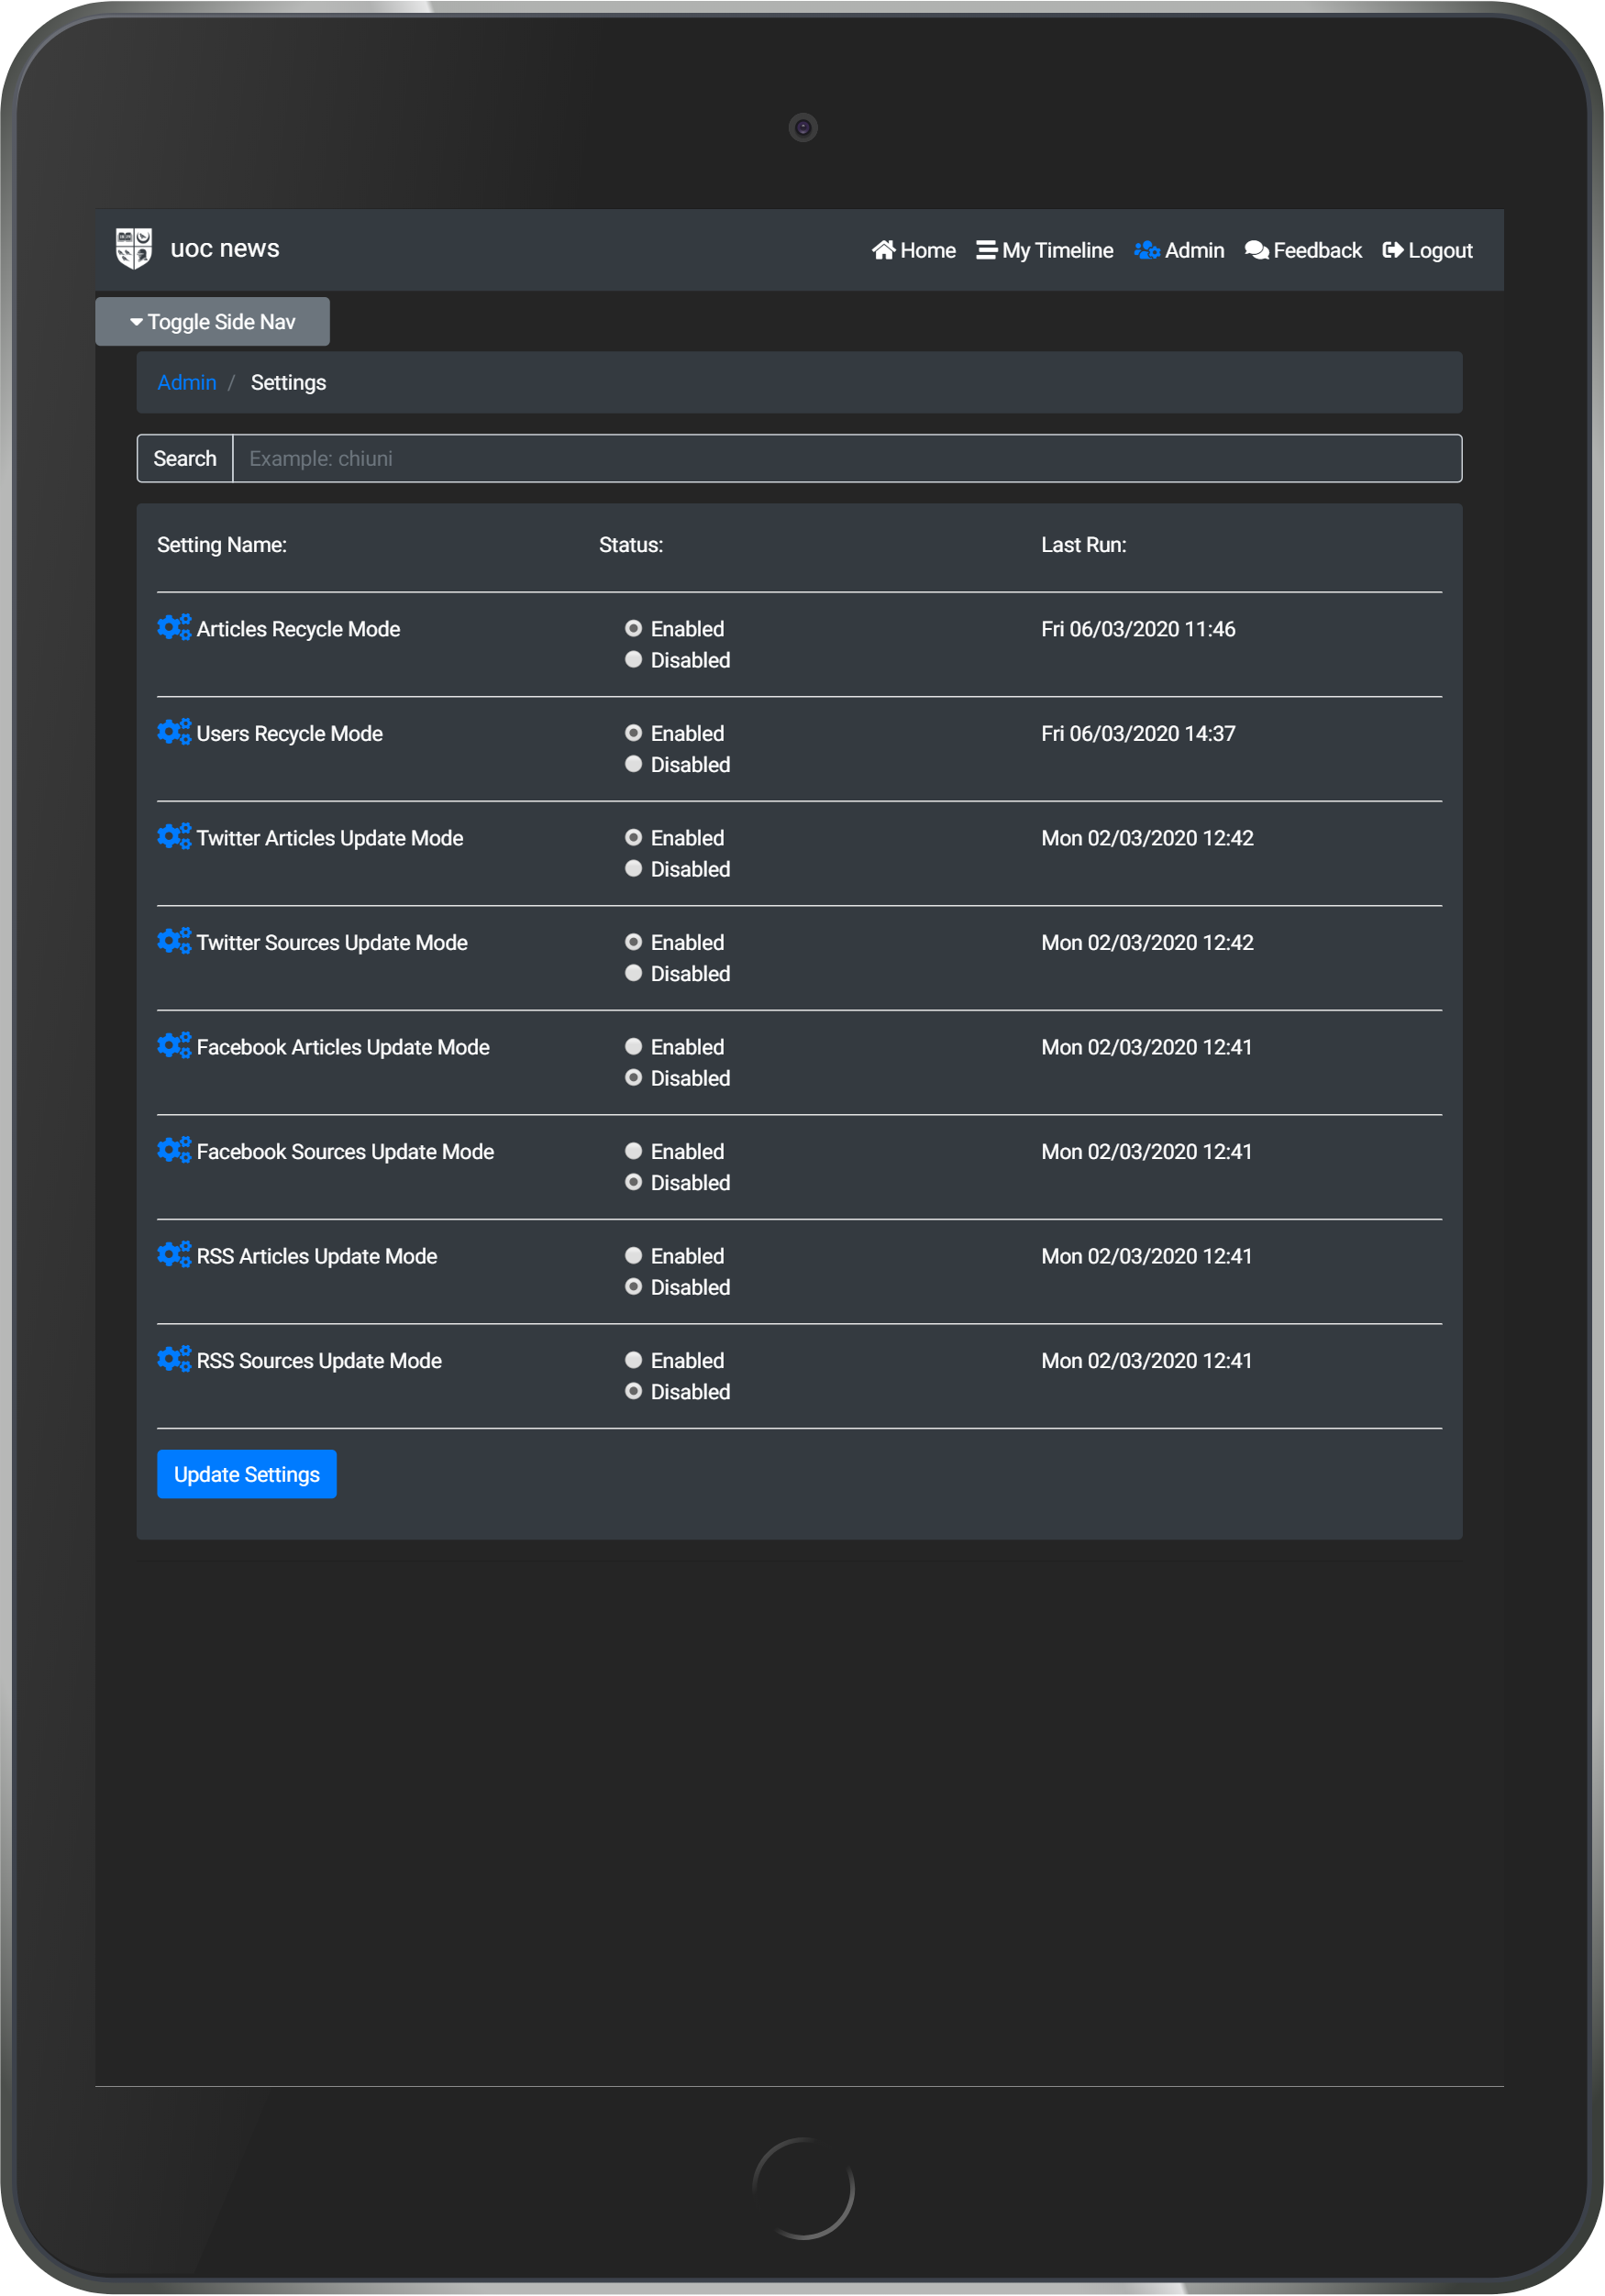 uoc news
Home My Timeline Admin Feedback Logout
Toggle Side Nav
Admin / Settings
Search Example: chiuni
Setting Name: Status: Last Run:
Articles Recycle Mode Enabled Fri 06/03/2020 11:46
Disabled
Users Recycle Mode Enabled Fri 06/03/2020 14:37
Disabled
Twitter Articles Update Mode Enabled Mon 02/03/2020 12:42
Disabled
Twitter Sources Update Mode Enabled Mon 02/03/2020 12:42
Disabled
Facebook Articles Update Mode Enabled Mon 02/03/2020 12:41
Disabled
Facebook Sources Update Mode Enabled Mon 02/03/2020 12:41
Disabled
RSS Articles Update Mode Enabled Mon 02/03/2020 12:41
Disabled
RSS Sources Update Mode Enabled Mon 02/03/2020 12:41
Disabled
Update Settings